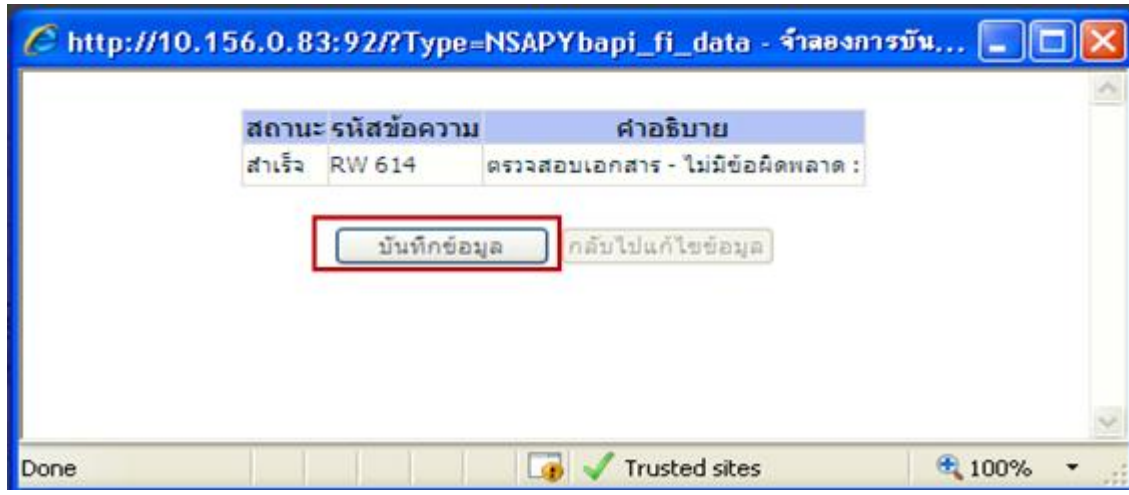 http://10.156.0.83:92/?Type=NSAPYbapi_fi_data - จำลองการบัน...
สถานะ รหัสข้อความ คำอธิบาย
สำเร็จ RW 614 ตรวจสอบเอกสาร - ไม่มีข้อผิดพลาด :
บันทึกข้อมูล กลับไปแก้ไขข้อมูล
Done Trusted sites 100%